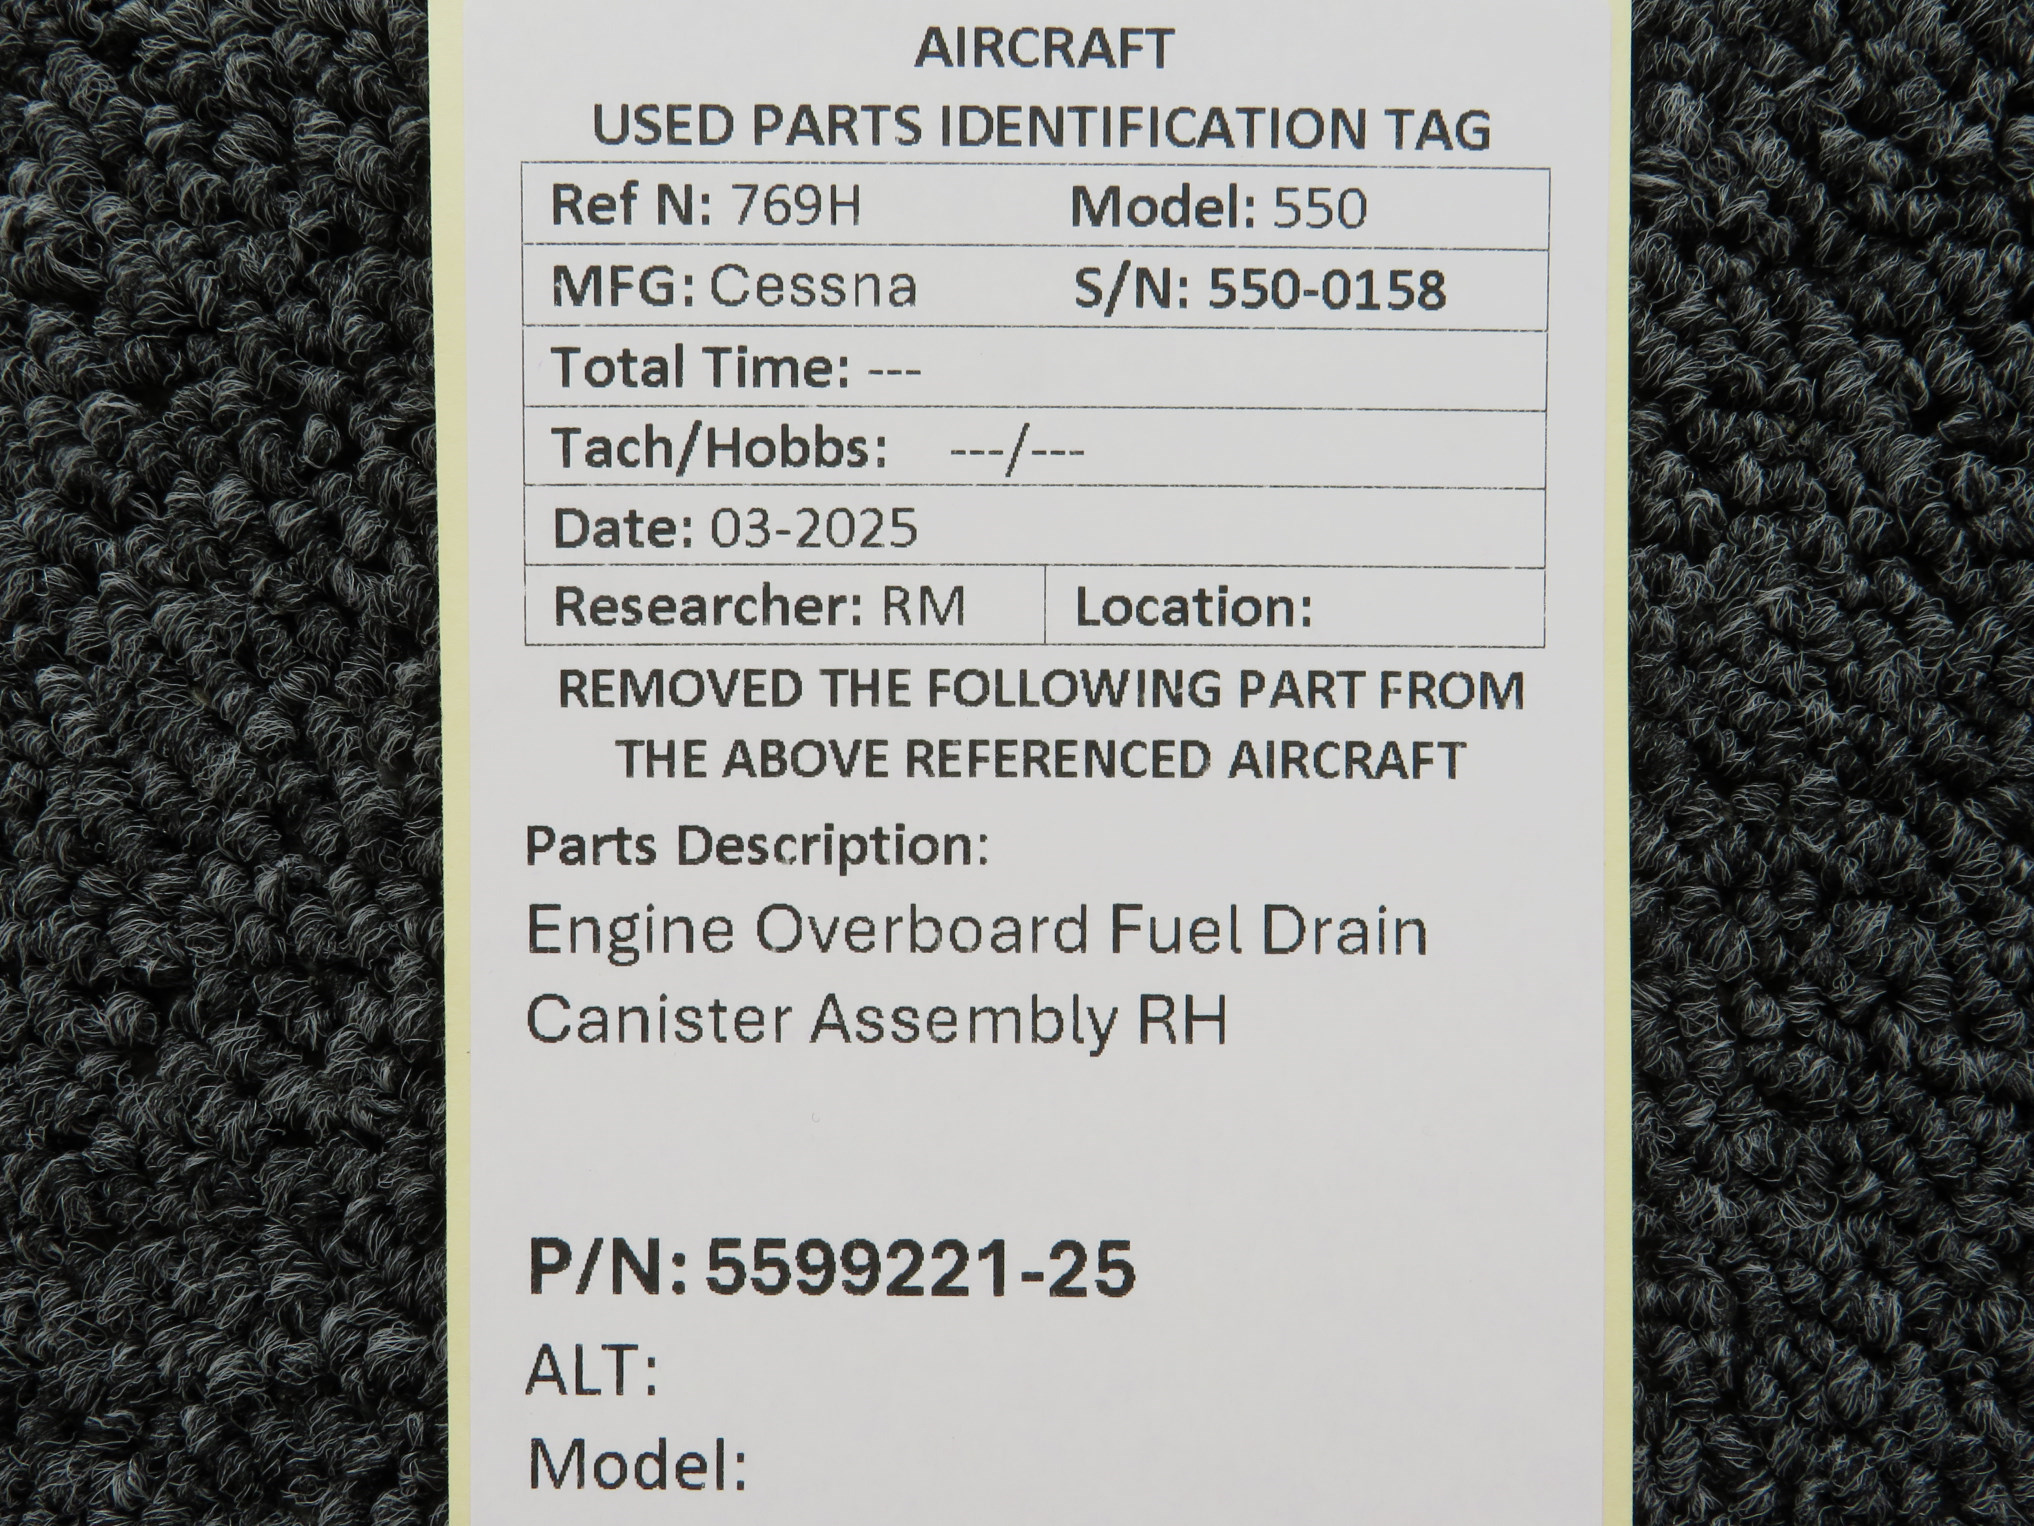 AIRCRAFT
USED PARTS IDENTIFICATION TAG
Ref N: 769H Model: 550
MFG: Cessna S/N: 550-0158
Total Time: ---
Tach/Hobbs: ---/---
Date: 03-2025
Researcher: RM Location:
REMOVED THE FOLLOWING PART FROM
THE ABOVE REFERENCED AIRCRAFT
Parts Description:
Engine Overboard Fuel Drain
Canister Assembly RH
P/N: 5599221-25
ALT:
Model: